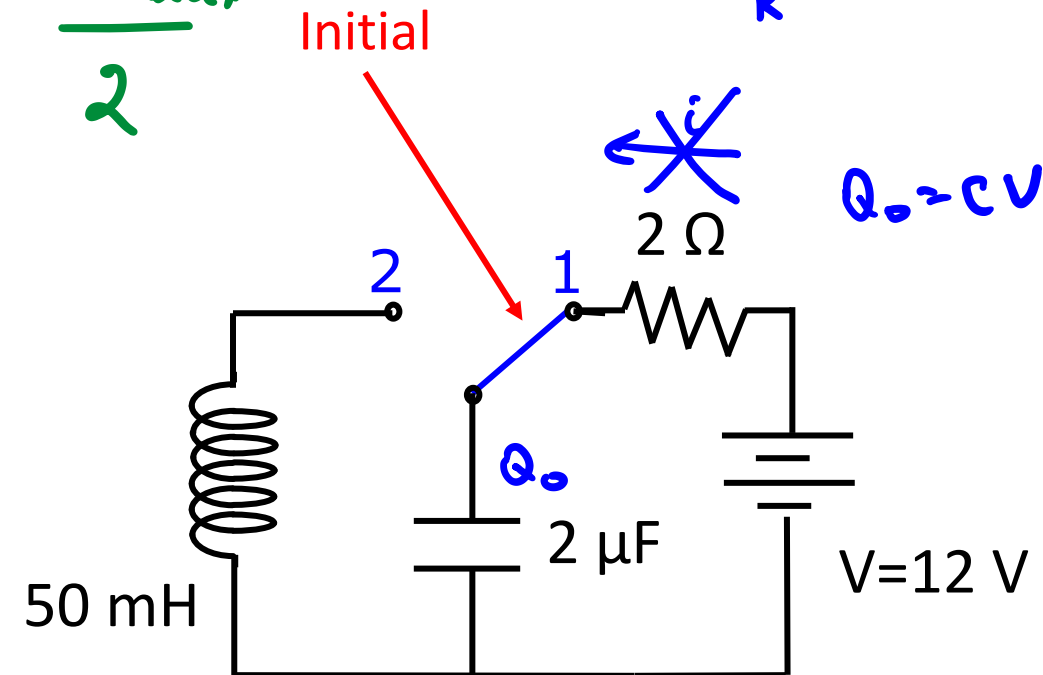 Initial
2
i
Q₀ = CV
2 Ω
2
1
Q₀
2 μF
V=12 V
50 mH